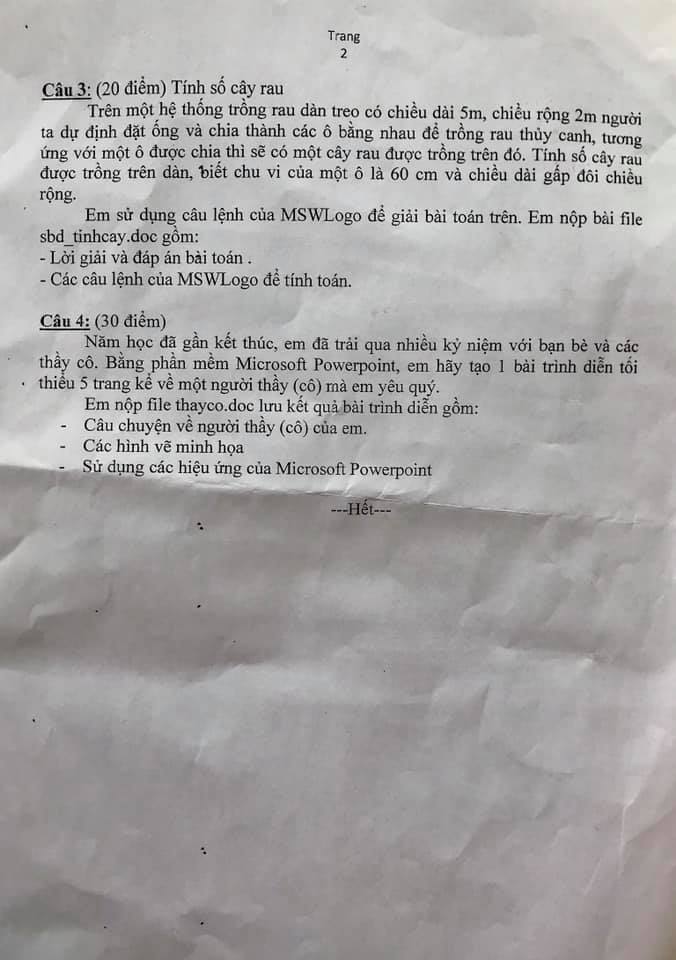 Trang
2
Câu 3: (20 điểm) Tính số cây rau
Trên một hệ thống trồng rau dàn treo có chiều dài 5m, chiều rộng 2m người
ta dự định đặt ống và chia thành các ô bằng nhau để trồng rau thủy canh, tương
ứng với một ô được chia thì sẽ có một cây rau được trồng trên đó. Tính số cây rau
được trồng trên dàn, biết chu vi của một ô là 60 cm và chiều dài gấp đôi chiều
rộng.
Em sử dụng câu lệnh của MSWLogo để giải bài toán trên. Em nộp bài file
sbd_tinhcay.doc gồm:
- Lời giải và đáp án bài toán .
- Các câu lệnh của MSWLogo để tính toán.
Câu 4: (30 điểm)
Năm học đã gần kết thúc, em đã trải qua nhiều kỷ niệm với bạn bè và các
thầy cô. Bằng phần mềm Microsoft Powerpoint, em hãy tạo 1 bài trình diễn tối
thiểu 5 trang kể về một người thầy (cô) mà em yêu quý.
Em nộp file thayco.doc lưu kết quả bài trình diễn gồm:
- Câu chuyện về người thầy (cô) của em.
- Các hình vẽ minh họa
- Sử dụng các hiệu ứng của Microsoft Powerpoint
---Hết---